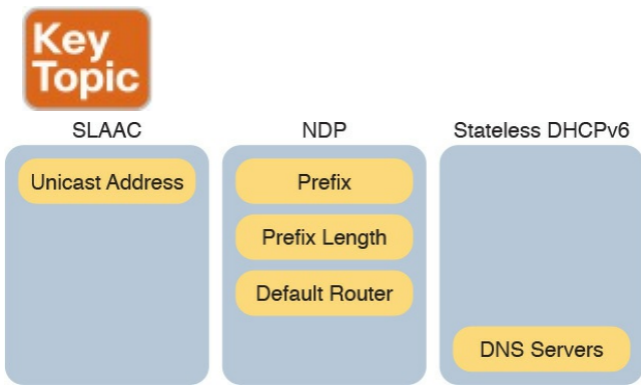 Key
Topic
SLAAC
NDP
Stateless DHCPv6
Unicast Address
Prefix
Prefix Length
Default Router
DNS Servers